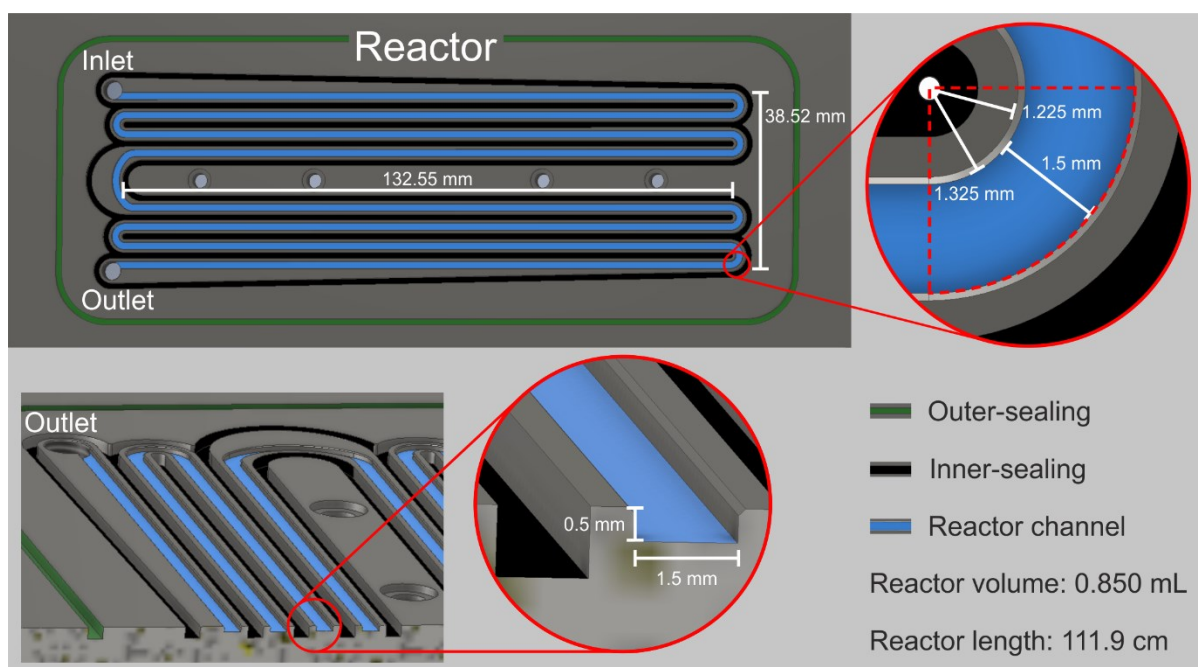 Reactor
Inlet
38.52 mm
132.55 mm
Outlet
1.225 mm
1.5 mm
1.325 mm
Outlet
0.5 mm
1.5 mm
Outer-sealing
Inner-sealing
Reactor channel
Reactor volume: 0.850 mL
Reactor length: 111.9 cm